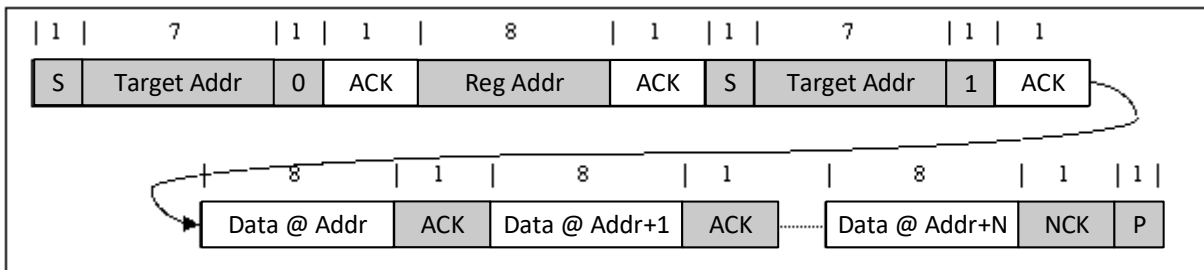 | 1 | 7 | 1 | 1 | 8 | 1 | 1 | 7 | 1 | 1
S Target Addr 0 ACK Reg Addr ACK S Target Addr 1 ACK
| 8 | 1 | 8 | 1 | 8 | 1 | 1 |
Data @ Addr ACK Data @ Addr+1 ACK Data @ Addr+N NCK P